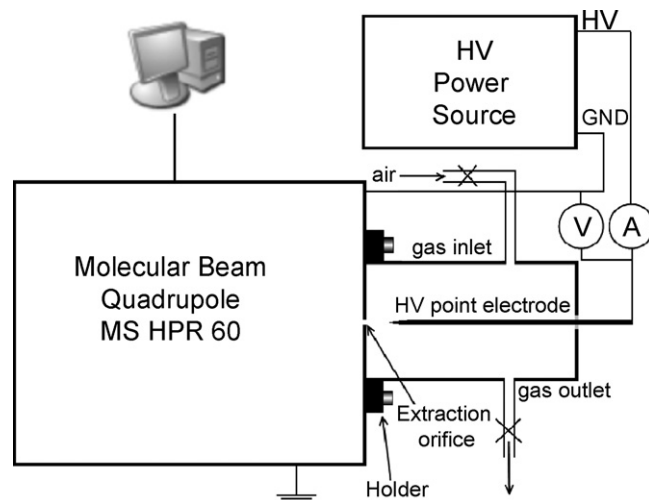 HV
Power
Source
HV
GND
air
V
A
gas inlet
Molecular Beam
Quadrupole
MS HPR 60
HV point electrode
gas outlet
Extraction
orifice
Holder